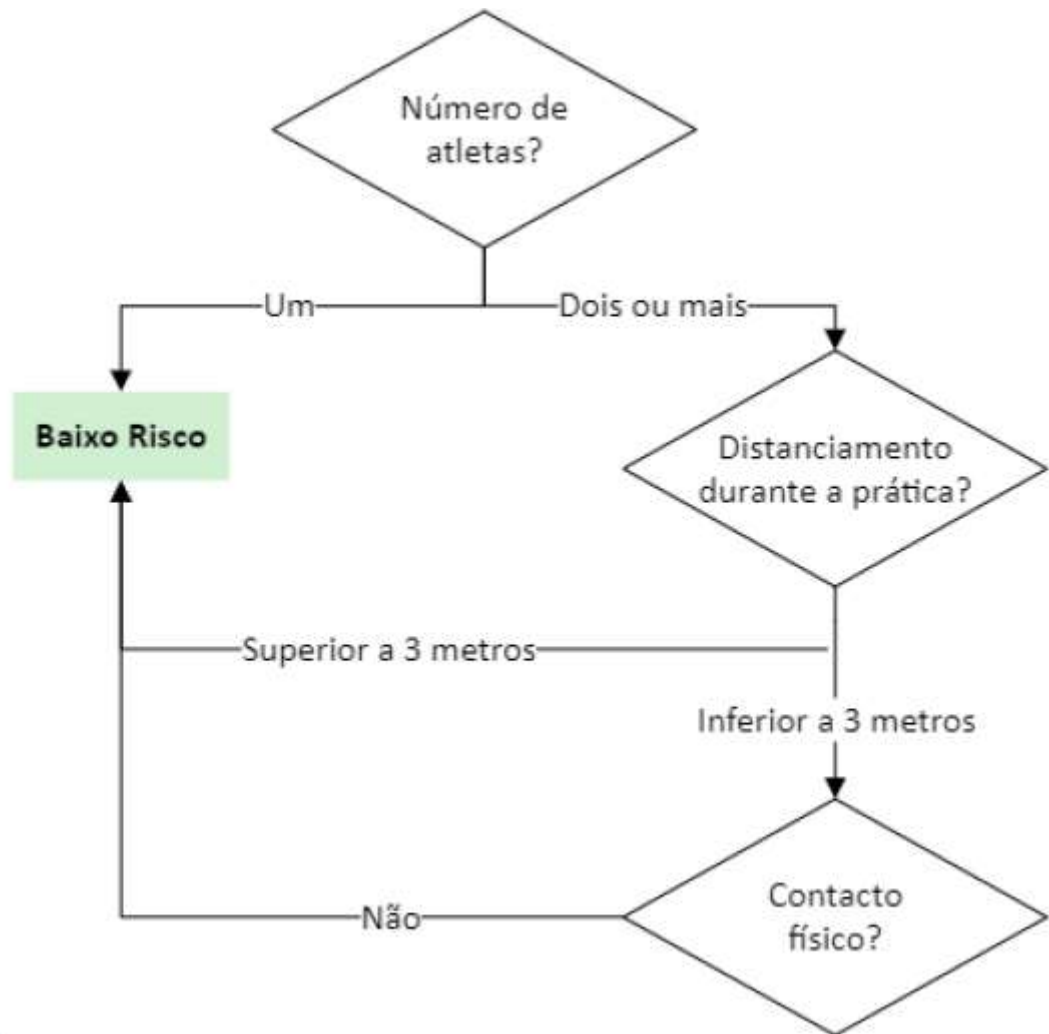 Número de
atletas?
Um
Dois ou mais
Baixo Risco
Distanciamento
durante a prática?
Superior a 3 metros
Inferior a 3 metros
Contacto
físico?
Não